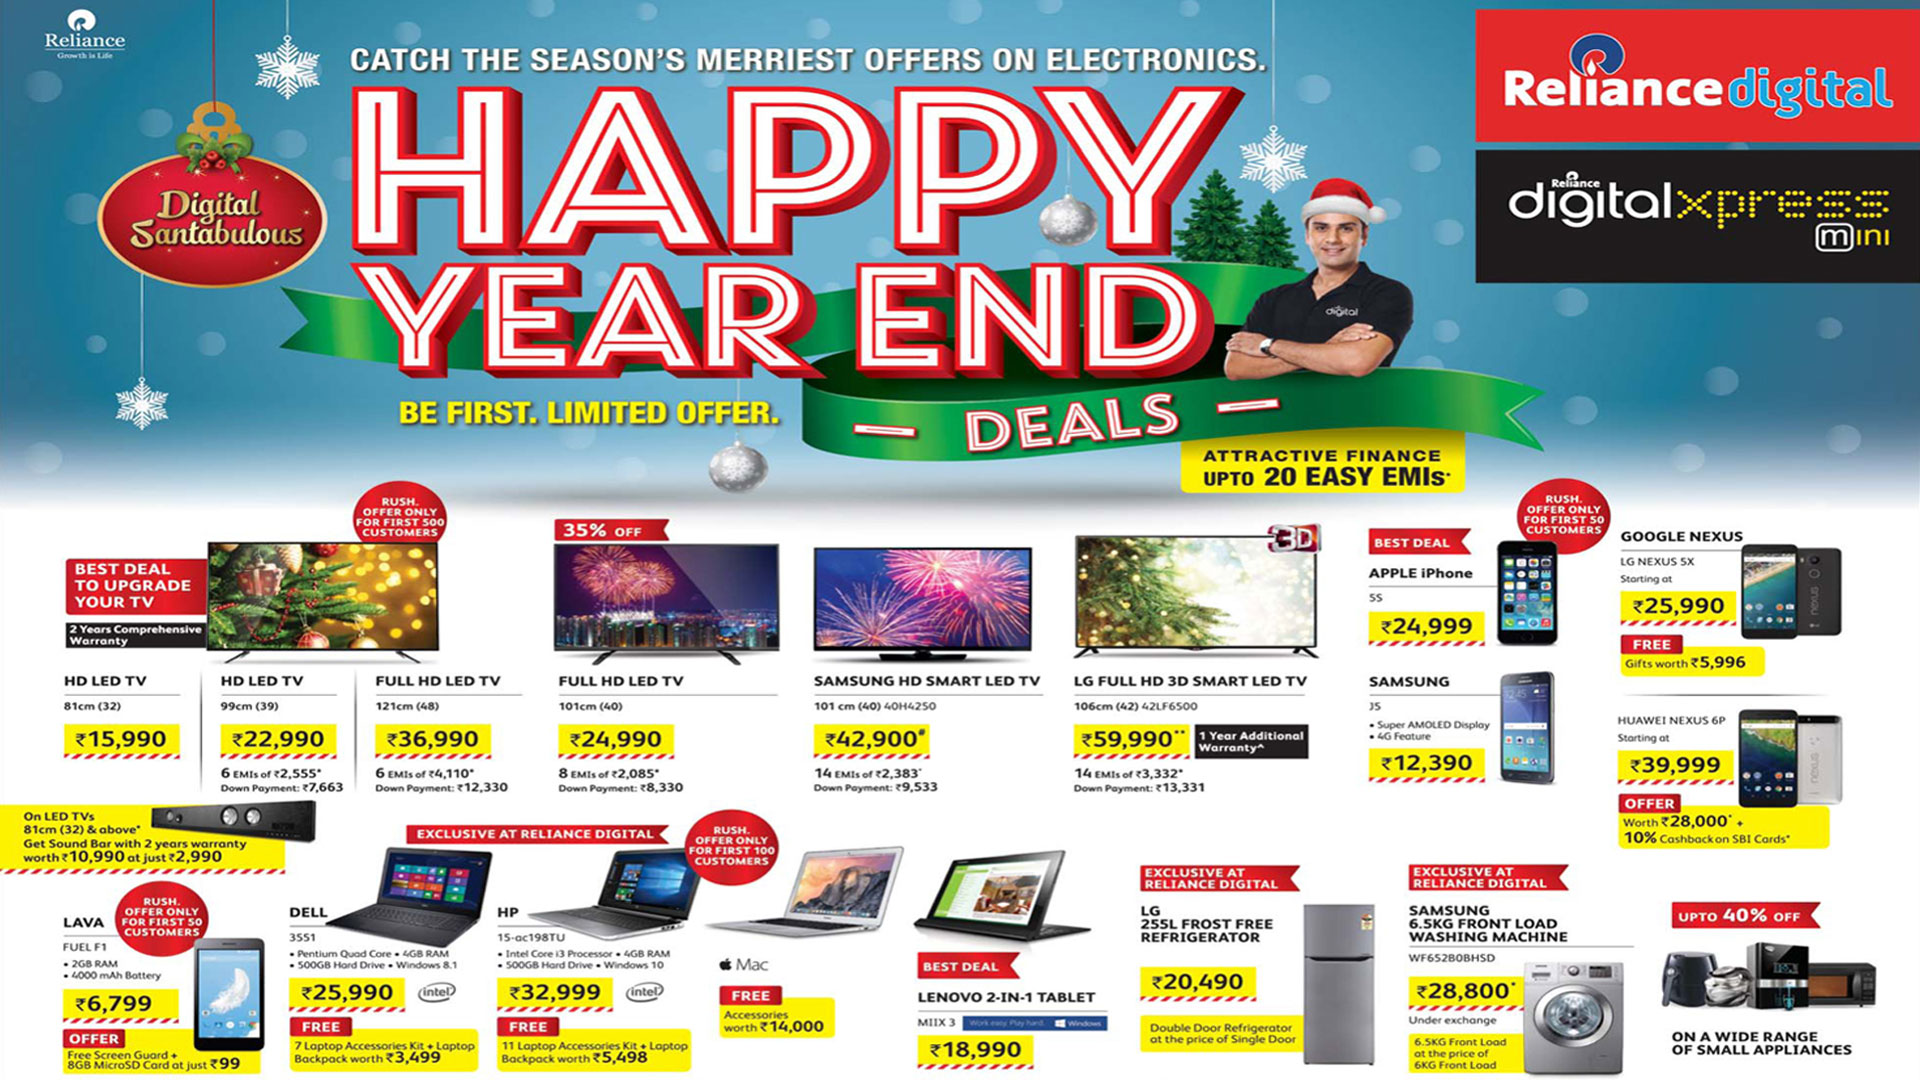 Reliance
Growth is Life
CATCH THE SEASON'S MERRIEST OFFERS ON ELECTRONICS.
HAPPY
YEAR END
DEALS
BE FIRST. LIMITED OFFER.
Digital
Santabulous
Reliance digital
Reliance
digitalxpress
mini
digital
ATTRACTIVE FINANCE
UPTO 20 EASY EMIs*
BEST DEAL
TO UPGRADE
YOUR TV
2 Years Comprehensive
Warranty
RUSH.
OFFER ONLY
FOR FIRST 500
CUSTOMERS
HD LED TV
81cm (32)
₹15,990
HD LED TV
99cm (39)
₹22,990
6 EMIs of ₹2,555*
Down Payment: ₹7,663
FULL HD LED TV
121cm (48)
₹36,990
6 EMIs of ₹4,110*
Down Payment: ₹12,330
35% OFF
FULL HD LED TV
101cm (40)
₹24,990
8 EMIs of ₹2,085*
Down Payment: ₹8,330
SAMSUNG HD SMART LED TV
101 cm (40) 40H4250
₹42,900#
14 EMIs of ₹2,383*
Down Payment: ₹9,533
3D
LG FULL HD 3D SMART LED TV
106cm (42) 42LF6500
₹59,990**
1 Year Additional
Warranty^
14 EMIs of ₹3,332*
Down Payment: ₹13,331
BEST DEAL
RUSH.
OFFER ONLY
FOR FIRST 50
CUSTOMERS
APPLE iPhone
5S
₹24,999
SAMSUNG
J5
• Super AMOLED Display
• 4G Feature
₹12,390
GOOGLE NEXUS
LG NEXUS 5X
Starting at
₹25,990
FREE
Gifts worth ₹5,996
nexus
HUAWEI NEXUS 6P
Starting at
₹39,999
OFFER
Worth ₹28,000* +
10% Cashback on SBI Cards*
nexus
On LED TVs
81cm (32) & above*
Get Sound Bar with 2 years warranty
worth ₹10,990 at just ₹2,990
RUSH.
OFFER ONLY
FOR FIRST 50
CUSTOMERS
LAVA
FUEL F1
• 2GB RAM
• 4000 mAh Battery
₹6,799
OFFER
Free Screen Guard +
8GB MicroSD Card at just ₹99
EXCLUSIVE AT RELIANCE DIGITAL
RUSH.
OFFER ONLY
FOR FIRST 100
CUSTOMERS
DELL
3551
• Pentium Quad Core • 4GB RAM
• 500GB Hard Drive • Windows 8.1
₹25,990
intel
FREE
7 Laptop Accessories Kit + Laptop
Backpack worth ₹3,499
HP
15-ac198TU
• Intel Core i3 Processor • 4GB RAM
• 500GB Hard Drive • Windows 10
₹32,999
intel
FREE
11 Laptop Accessories Kit + Laptop
Backpack worth ₹5,498
Mac
FREE
Accessories
worth ₹14,000
BEST DEAL
LENOVO 2-IN-1 TABLET
MIIX 3
Work easy. Play hard.
Windows
₹18,990
EXCLUSIVE AT
RELIANCE DIGITAL
LG
255L FROST FREE
REFRIGERATOR
₹20,490
Double Door Refrigerator
at the price of Single Door
EXCLUSIVE AT
RELIANCE DIGITAL
SAMSUNG
6.5KG FRONT LOAD
WASHING MACHINE
WF652B0BHSD
₹28,800*
Under exchange
6.5KG Front Load
at the price of
6KG Front Load
UPTO 40% OFF
ON A WIDE RANGE
OF SMALL APPLIANCES